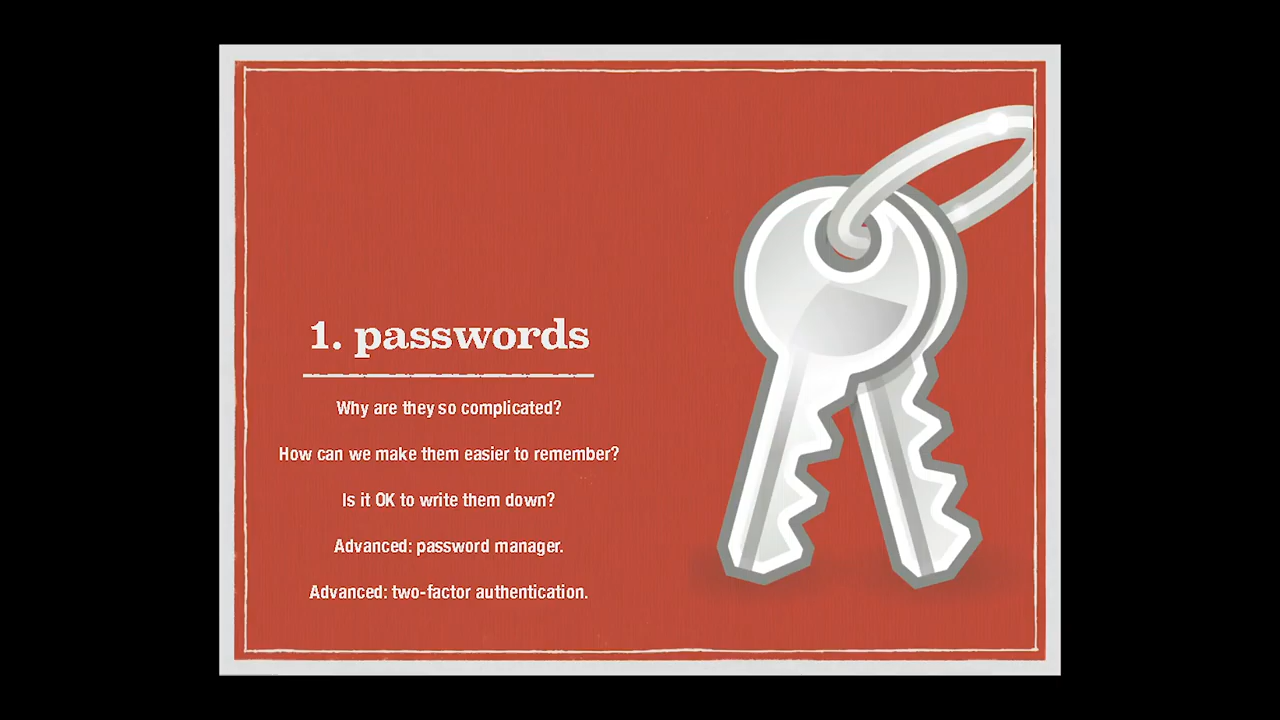 1. passwords
Why are they so complicated?
How can we make them easier to remember?
Is it OK to write them down?
Advanced: password manager.
Advanced: two-factor authentication.